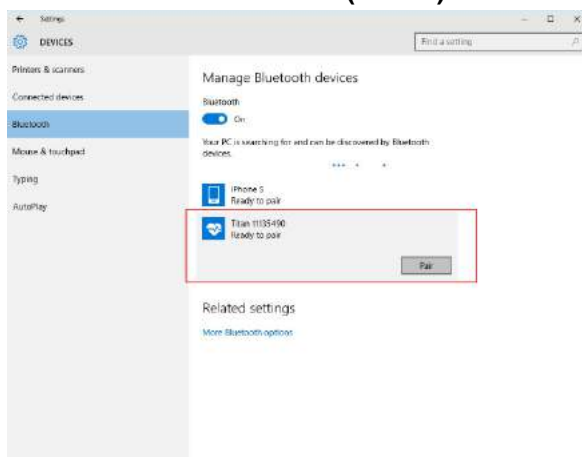 Settings
DEVICES
Find a setting
Printers & scanners
Connected devices
Bluetooth
Mouse & touchpad
Typing
AutoPlay
Manage Bluetooth devices
Bluetooth
On
Your PC is searching for and can be discovered by Bluetooth
devices.
iPhone 5
Ready to pair
Titan 11135490
Ready to pair
Pair
Related settings
More Bluetooth options